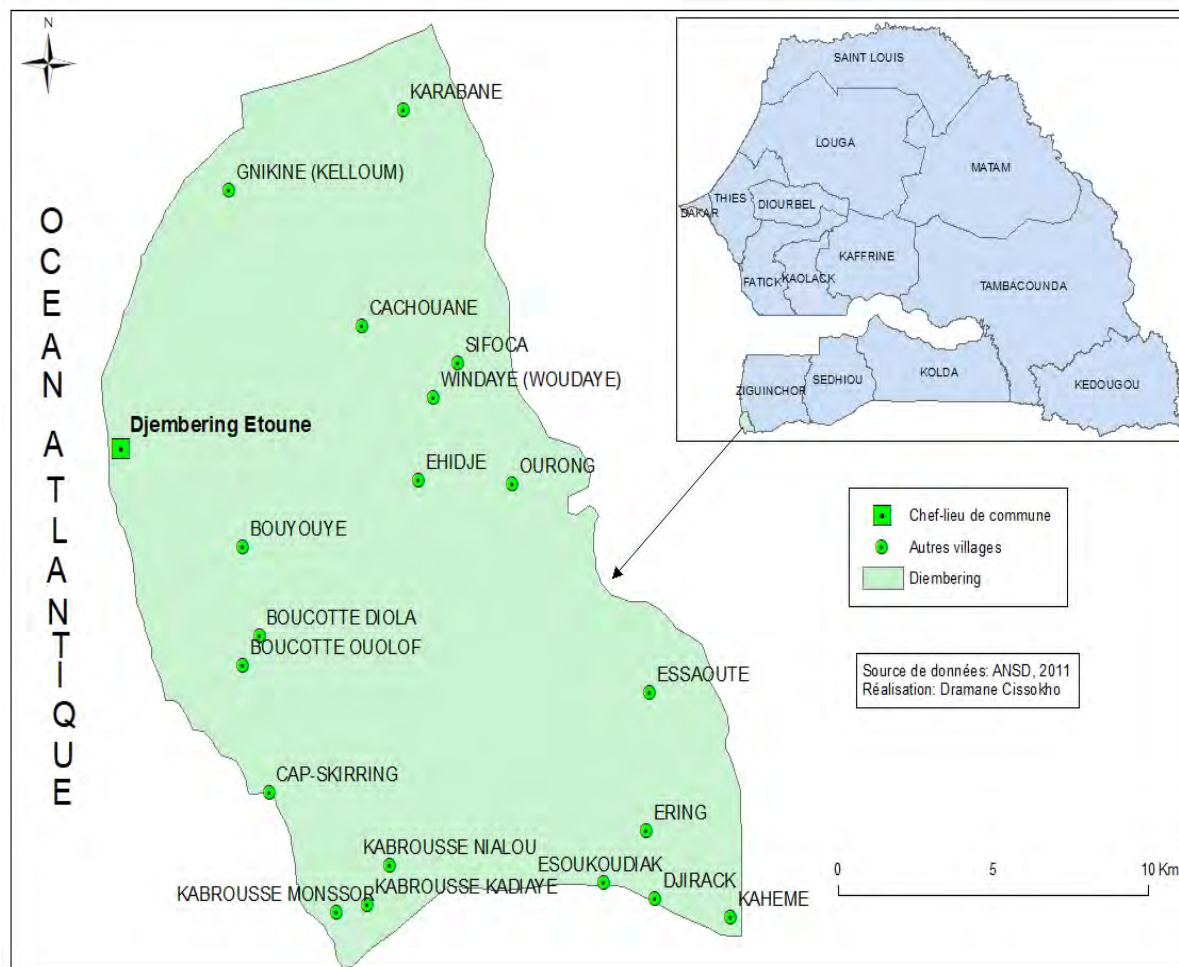 N
KARABANE
GNIKINE (KELLOUM)
OCEAN ATLANTIQUE
CACHOUANE
SIFOCA
WINDAYE (WOUDAYE)
Djembering Etoune
EHIDJE
OURONG
BOUYOUYE
BOUCOTTE DIOLA
BOUCOTTE OUOLOF
ESSAOUTE
CAP-SKIRRING
ERING
KABROUSSE NIALOU
ESOUKOUDIAK
KABROUSSE MONSSOR
KABROUSSE KADIAYE
DJIRACK
KAHEME
SAINT LOUIS
LOUGA
MATAM
THIES
DIOURBEL
DAKAR
KAFFRINE
FATICK
KAOLACK
TAMBACOUNDA
ZIGUINCHOR
SEDHIOU
KOLDA
KEDOUGOU
Chef-lieu de commune
Autres villages
Diembering
Source de données: ANSD, 2011
Réalisation: Dramane Cissokho
0 5 10 Km